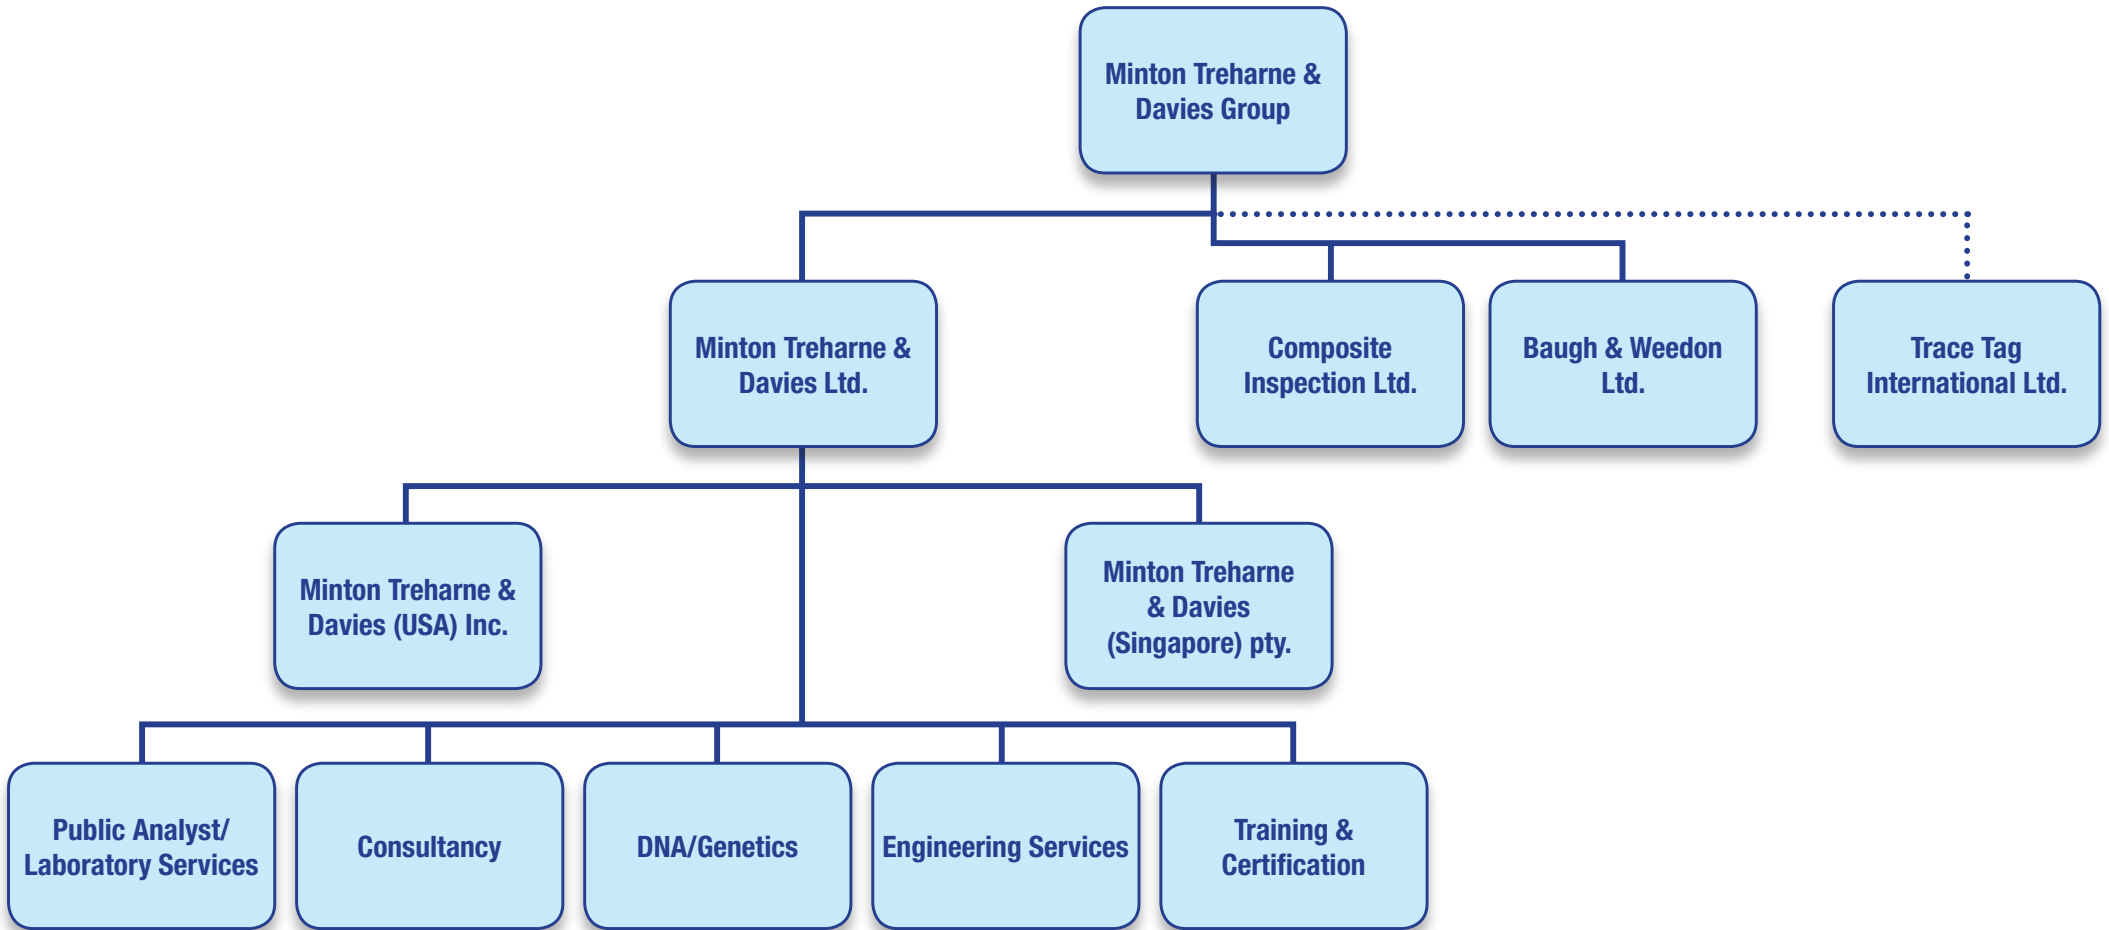 Minton Treharne &
Davies Group
Minton Treharne &
Davies Ltd.
Composite
Inspection Ltd.
Baugh & Weedon
Ltd.
Trace Tag
International Ltd.
Minton Treharne &
Davies (USA) Inc.
Minton Treharne
& Davies
(Singapore) pty.
Public Analyst/
Laboratory Services
Consultancy
DNA/Genetics
Engineering Services
Training &
Certification